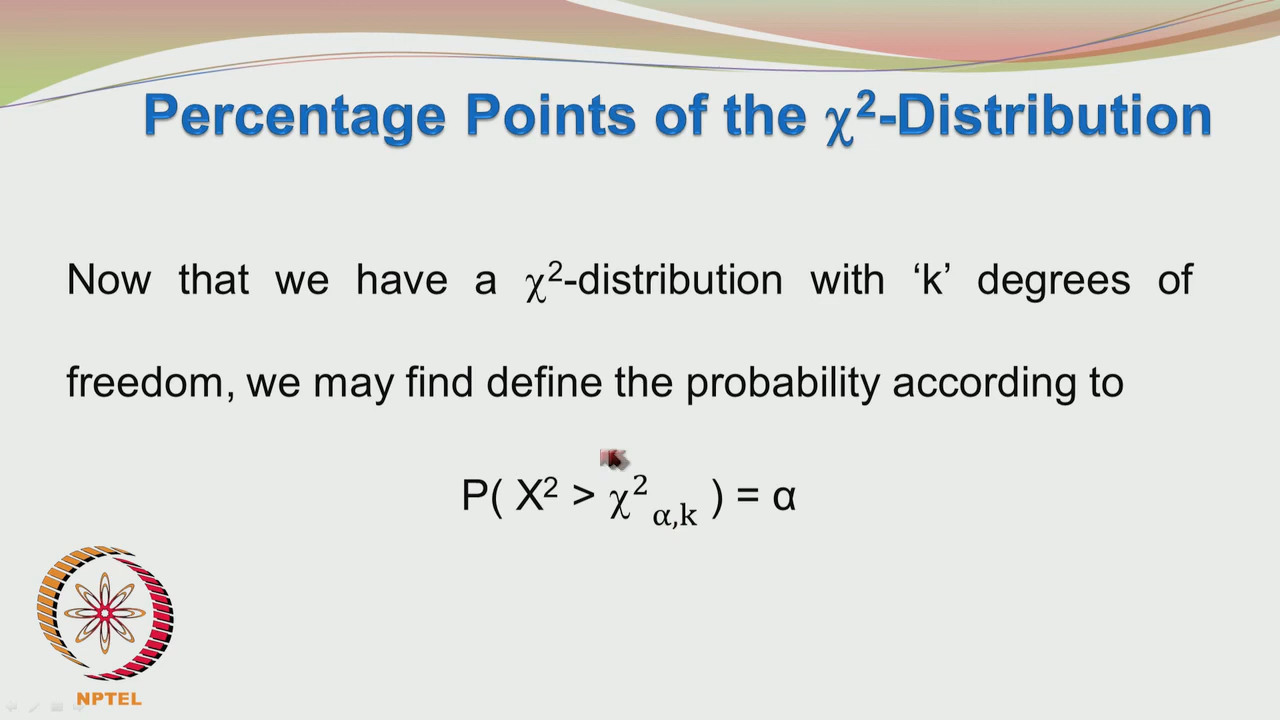 Percentage Points of the χ²-Distribution
Now that we have a χ²-distribution with ‘k’ degrees of
freedom, we may find define the probability according to
P( X² > χ²α,k ) = α
NPTEL